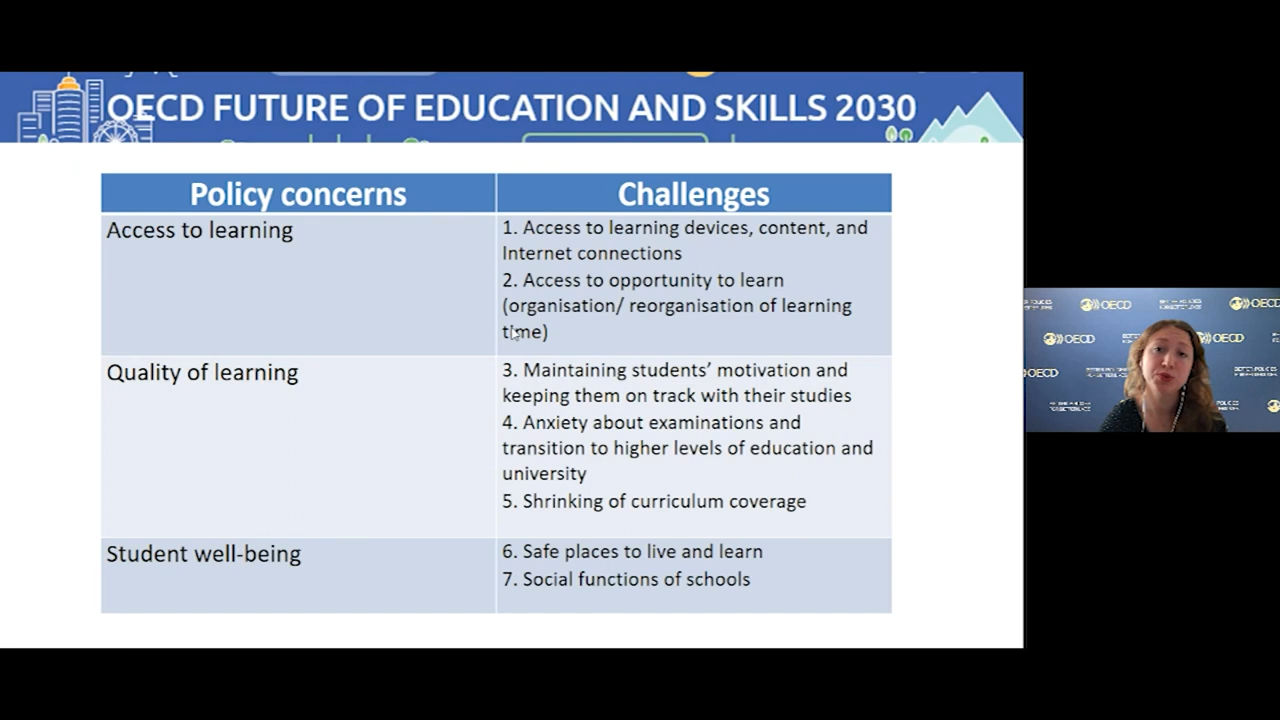 OECD FUTURE OF EDUCATION AND SKILLS 2030
Policy concerns
Challenges
Access to learning
1. Access to learning devices, content, and
Internet connections
2. Access to opportunity to learn
(organisation/ reorganisation of learning
time)
Quality of learning
3. Maintaining students’ motivation and
keeping them on track with their studies
4. Anxiety about examinations and
transition to higher levels of education and
university
5. Shrinking of curriculum coverage
Student well-being
6. Safe places to live and learn
7. Social functions of schools
OECD
OECD
OECD
OECD
OECD